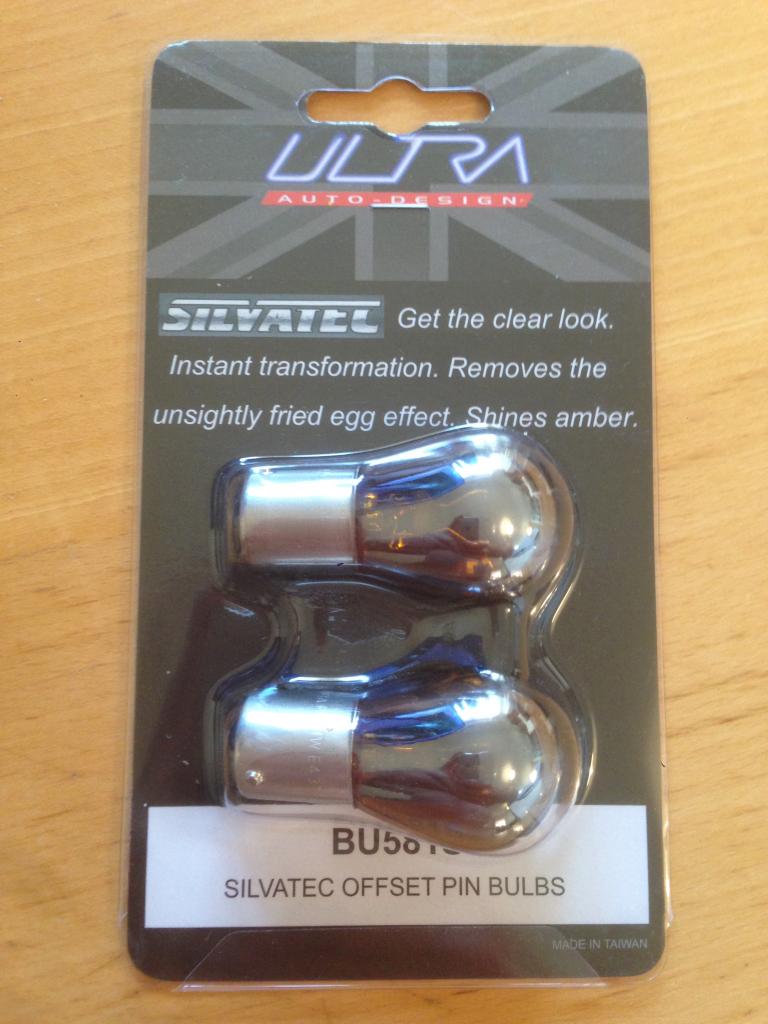 ULTRA
AUTO-DESIGN
SILVATEC Get the clear look.
Instant transformation. Removes the
unsightly fried egg effect. Shines amber.
SILVATEC OFFSET PIN BULBS
MADE IN TAIWAN